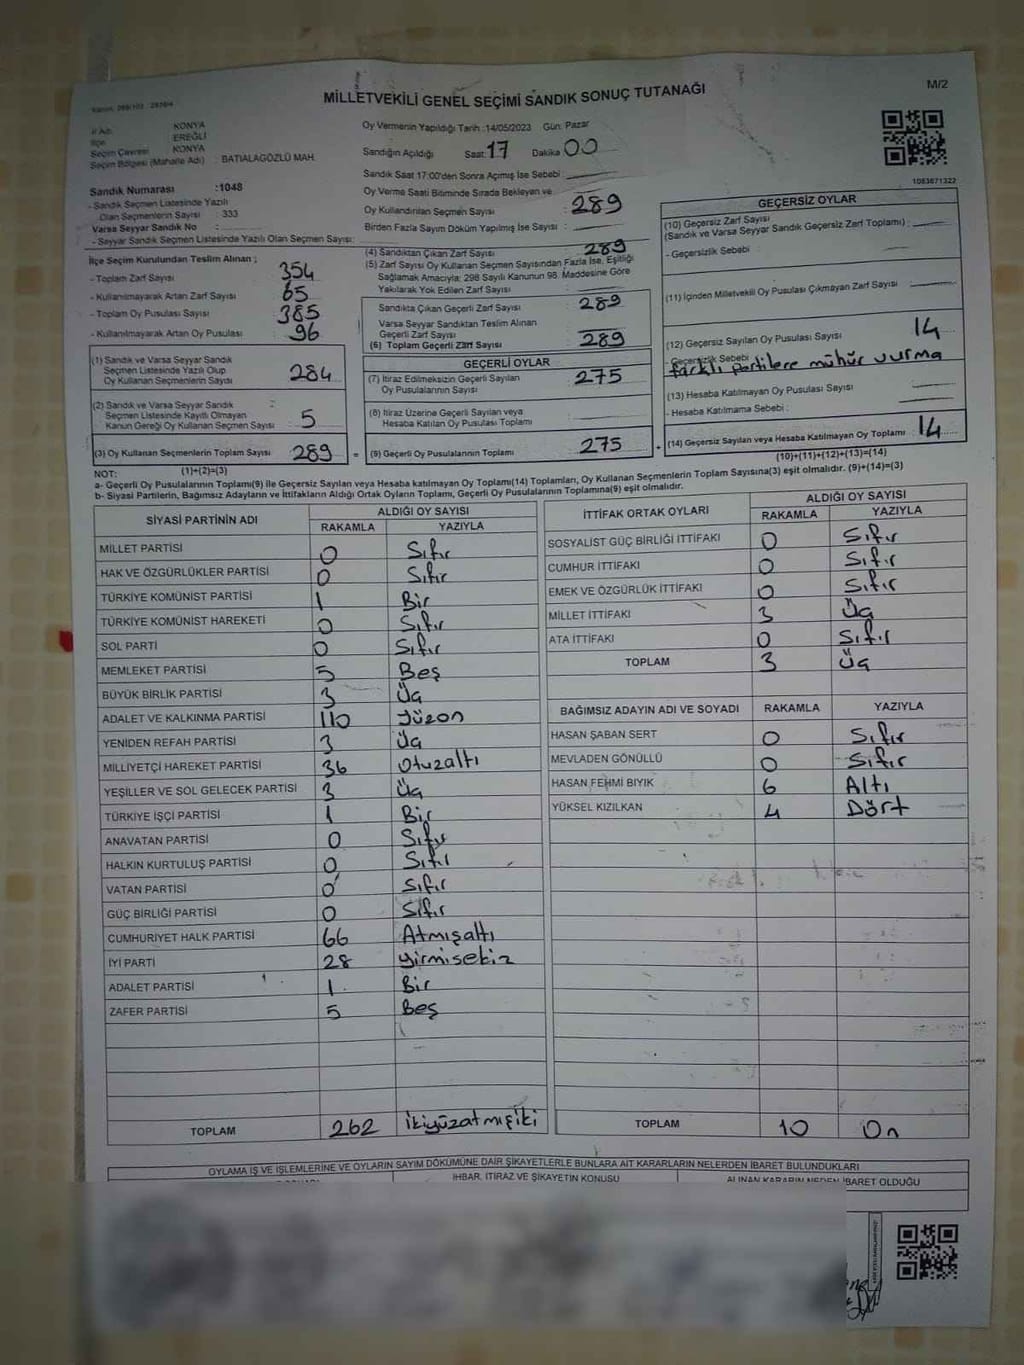 MİLLETVEKİLİ GENEL SEÇİMİ SANDIK SONUÇ TUTANAĞI
M/2
İl Adı KONYA
İlçe EREĞLİ
Seçim Çevresi KONYA
Seçim Bölgesi (Mahalle Adı) : BATIALAGÖZLÜ MAH.
Sandık Numarası :1048
- Sandık Seçmen Listesinde Yazılı
Olan Seçmenlerin Sayısı : 333
Varsa Seyyar Sandık No :
- Seyyar Sandık Seçmen Listesinde Yazılı Olan Seçmen Sayısı:
Oy Vermenin Yapıldığı Tarih :14/05/2023 Gün: Pazar
Sandığın Açıldığı Saat: 17 Dakika 00
Sandık Saat 17:00'den Sonra Açılmış İse Sebebi :
Oy Verme Saati Bitiminde Sırada Bekleyen ve
Oy Kullandırılan Seçmen Sayısı : 289
Birden Fazla Sayım Döküm Yapılmış İse Sayısı :
1083671322
İlçe Seçim Kurulundan Teslim Alınan ;
- Toplam Zarf Sayısı : 354
- Kullanılmayarak Artan Zarf Sayısı : 65
- Toplam Oy Pusulası Sayısı : 385
- Kullanılmayarak Artan Oy Pusulası : 96
(1) Sandık ve Varsa Seyyar Sandık
Seçmen Listesinde Yazılı Olup
Oy Kullanan Seçmenlerin Sayısı : 284
(2) Sandık ve Varsa Seyyar Sandık
Seçmen Listesinde Kayıtlı Olmayan
Kanun Gereği Oy Kullanan Seçmen Sayısı : 5
(3) Oy Kullanan Seçmenlerin Toplam Sayısı : 289
(1)+(2)=(3)
(4) Sandıktan Çıkan Zarf Sayısı : 289
(5) Zarf Sayısı Oy Kullanan Seçmen Sayısından Fazla İse, Eşitliği
Sağlamak Amacıyla; 298 Sayılı Kanunun 98. Maddesine Göre
Yakılarak Yok Edilen Zarf Sayısı :
Sandıkta Çıkan Geçerli Zarf Sayısı : 289
Varsa Seyyar Sandıktan Teslim Alınan
Geçerli Zarf Sayısı :
(6) Toplam Geçerli Zarf Sayısı : 289
GEÇERLİ OYLAR
(7) İtiraz Edilmeksizin Geçerli Sayılan
Oy Pusulalarının Sayısı : 275
(8) İtiraz Üzerine Geçerli Sayılan veya
Hesaba Katılan Oy Pusulası Toplamı :
(9) Geçerli Oy Pusulalarının Toplamı : 275
GEÇERSİZ OYLAR
(10) Geçersiz Zarf Sayısı
(Sandık ve Varsa Seyyar Sandık Geçersiz Zarf Toplamı) :
- Geçersizlik Sebebi :
(11) İçinden Milletvekili Oy Pusulası Çıkmayan Zarf Sayısı :
(12) Geçersiz Sayılan Oy Pusulası Sayısı : 14
- Geçersizlik Sebebi : farklı partilere mühür vurma
(13) Hesaba Katılmayan Oy Pusulası Sayısı :
- Hesaba Katılmama Sebebi :
(14) Geçersiz Sayılan veya Hesaba Katılmayan Oy Toplamı : 14
(10)+(11)+(12)+(13)=(14)
NOT:
a- Geçerli Oy Pusulalarının Toplamı(9) ile Geçersiz Sayılan veya Hesaba katılmayan Oy Toplamı(14) Toplamları, Oy Kullanan Seçmenlerin Toplam Sayısına(3) eşit olmalıdır. (9)+(14)=(3)
b- Siyasi Partilerin, Bağımsız Adayların ve İttifakların Aldığı Ortak Oyların Toplamı, Geçerli Oy Pusulalarının Toplamına(9) eşit olmalıdır.
SİYASİ PARTİNİN ADI ALDIĞI OY SAYISI
RAKAMLA YAZIYLA
MİLLET PARTİSİ 0 Sıfır
HAK VE ÖZGÜRLÜKLER PARTİSİ 0 Sıfır
TÜRKİYE KOMÜNİST PARTİSİ 1 Bir
TÜRKİYE KOMÜNİST HAREKETİ 0 Sıfır
SOL PARTİ 0 Sıfır
MEMLEKET PARTİSİ 5 Beş
BÜYÜK BİRLİK PARTİSİ 3 Üç
ADALET VE KALKINMA PARTİSİ 110 Yüzon
YENİDEN REFAH PARTİSİ 3 Üç
MİLLİYETÇİ HAREKET PARTİSİ 36 Otuzaltı
YEŞİLLER VE SOL GELECEK PARTİSİ 3 Üç
TÜRKİYE İŞÇİ PARTİSİ 1 Bir
ANAVATAN PARTİSİ 0 Sıfır
HALKIN KURTULUŞ PARTİSİ 0 Sıfır
VATAN PARTİSİ 0 Sıfır
GÜÇ BİRLİĞİ PARTİSİ 0 Sıfır
CUMHURİYET HALK PARTİSİ 66 Atmışaltı
İYİ PARTİ 28 Yirmisekiz
ADALET PARTİSİ 1 Bir
ZAFER PARTİSİ 5 Beş
TOPLAM 262 ikiyüzatmışiki
İTTİFAK ORTAK OYLARI ALDIĞI OY SAYISI
RAKAMLA YAZIYLA
SOSYALİST GÜÇ BİRLİĞİ İTTİFAKI 0 Sıfır
CUMHUR İTTİFAKI 0 Sıfır
EMEK VE ÖZGÜRLÜK İTTİFAKI 0 Sıfır
MİLLET İTTİFAKI 3 Üç
ATA İTTİFAKI 0 Sıfır
TOPLAM 3 Üç
BAĞIMSIZ ADAYIN ADI VE SOYADI RAKAMLA YAZIYLA
HASAN ŞABAN SERT 0 Sıfır
MEVLADEN GÖNÜLLÜ 0 Sıfır
HASAN FEHMİ BIYIK 6 Altı
YÜKSEL KIZILKAN 4 Dört
TOPLAM 10 On
OYLAMA İŞ VE İŞLEMLERİNE VE OYLARIN SAYIM DÖKÜMÜNE DAİR ŞİKAYETLERLE BUNLARA AİT KARARLARIN NELERDEN İBARET BULUNDUKLARI
İHBAR, İTİRAZ VE ŞİKAYETİN KONUSU
ALINAN KARARIN NEDEN İBARET OLDUĞU